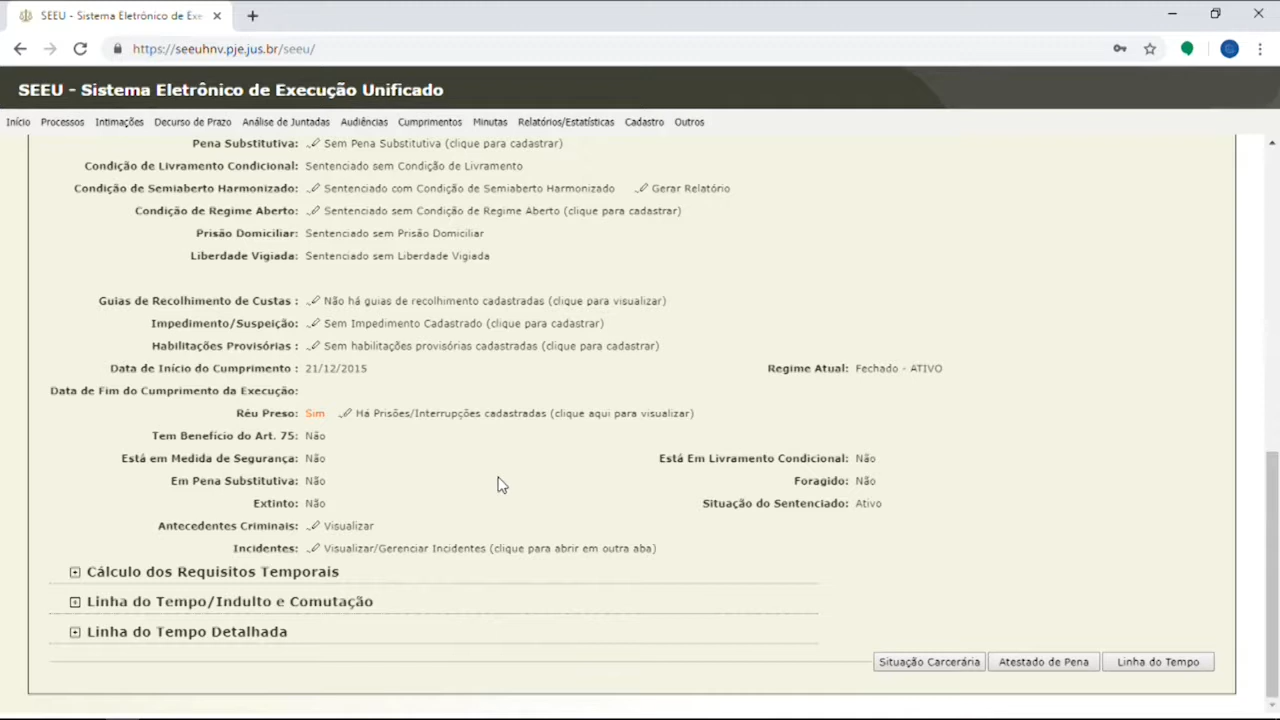 SEEU - Sistema Eletrônico de Exe
https://seeuhnv.pje.jus.br/seeu/
SEEU - Sistema Eletrônico de Execução Unificado
Início Processos Intimações Decurso de Prazo Análise de Juntadas Audiências Cumprimentos Minutas Relatórios/Estatísticas Cadastro Outros
Pena Substitutiva: Sem Pena Substitutiva (clique para cadastrar)
Condição de Livramento Condicional: Sentenciado sem Condição de Livramento
Condição de Semiaberto Harmonizado: Sentenciado com Condição de Semiaberto Harmonizado Gerar Relatório
Condição de Regime Aberto: Sentenciado sem Condição de Regime Aberto (clique para cadastrar)
Prisão Domiciliar: Sentenciado sem Prisão Domiciliar
Liberdade Vigiada: Sentenciado sem Liberdade Vigiada
Guias de Recolhimento de Custas : Não há guias de recolhimento cadastradas (clique para visualizar)
Impedimento/Suspeição: Sem Impedimento Cadastrado (clique para cadastrar)
Habilitações Provisórias : Sem habilitações provisórias cadastradas (clique para cadastrar)
Data de Início do Cumprimento : 21/12/2015 Regime Atual: Fechado - ATIVO
Data de Fim do Cumprimento da Execução:
Réu Preso: Sim Há Prisões/Interrupções cadastradas (clique aqui para visualizar)
Tem Benefício do Art. 75: Não
Está em Medida de Segurança: Não Está Em Livramento Condicional: Não
Em Pena Substitutiva: Não Foragido: Não
Extinto: Não Situação do Sentenciado: Ativo
Antecedentes Criminais: Visualizar
Incidentes: Visualizar/Gerenciar Incidentes (clique para abrir em outra aba)
Cálculo dos Requisitos Temporais
Linha do Tempo/Indulto e Comutação
Linha do Tempo Detalhada
Situação Carcerária Atestado de Pena Linha do Tempo